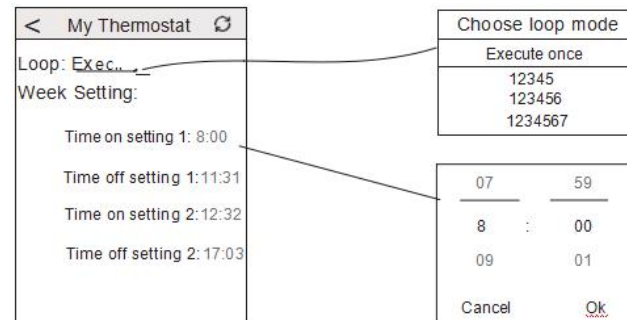 < My Thermostat
Loop: Exec..
Week Setting:
Time on setting 1: 8:00
Time off setting 1:11:31
Time on setting 2:12:32
Time off setting 2:17:03
Choose loop mode
Execute once
12345
123456
1234567
07 59
8 : 00
09 01
Cancel Ok